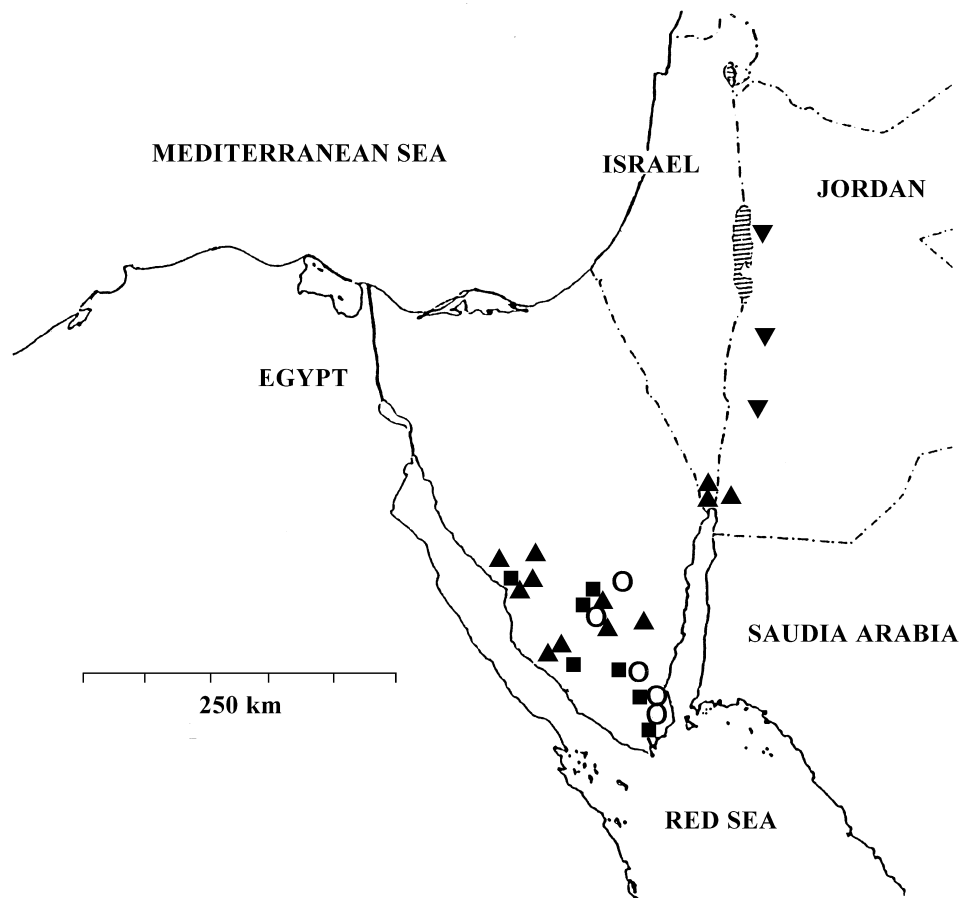 MEDITERRANEAN SEA
ISRAEL
JORDAN
EGYPT
SAUDIA ARABIA
250 km
RED SEA